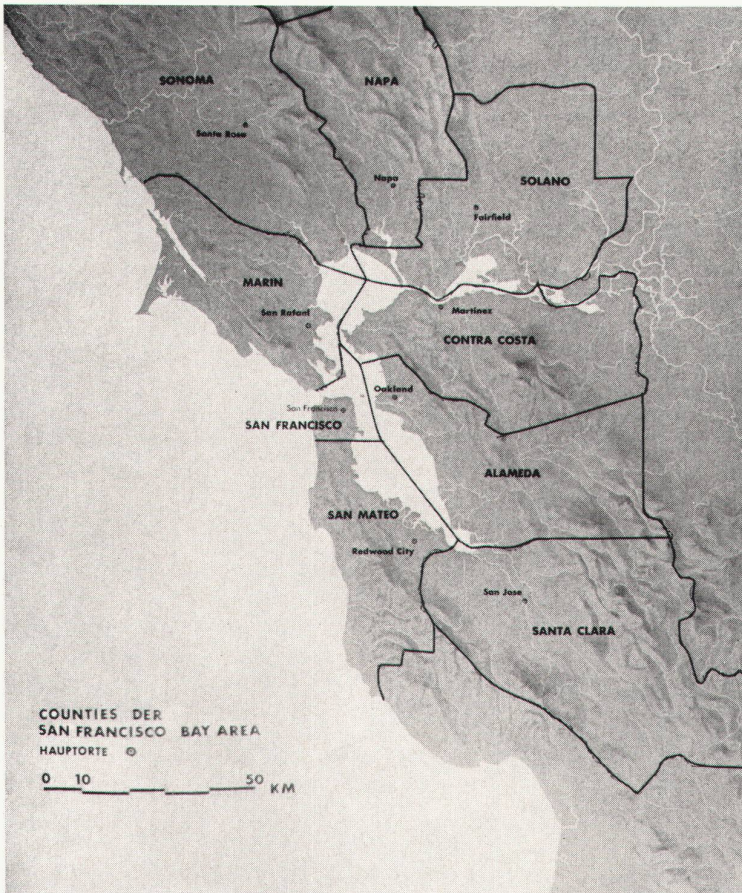 SONOMA
NAPA
Santa Rosa
Napa
SOLANO
Fairfield
MARIN
San Rafael
Martinez
CONTRA COSTA
Oakland
San Francisco
SAN FRANCISCO
ALAMEDA
SAN MATEO
Redwood City
San Jose
SANTA CLARA
COUNTIES DER
SAN FRANCISCO BAY AREA
HAUPTORTE
0 10 50 KM